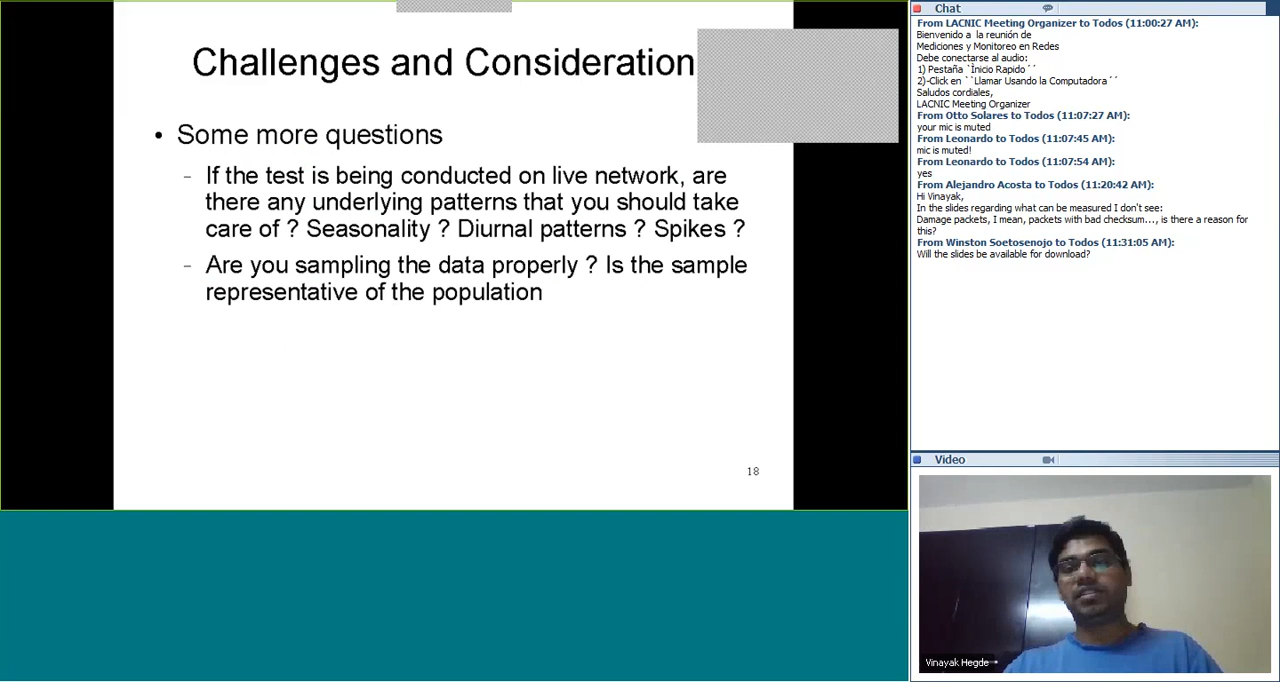 Challenges and Consideration
• Some more questions
- If the test is being conducted on live network, are
there any underlying patterns that you should take
care of ? Seasonality ? Diurnal patterns ? Spikes ?
- Are you sampling the data properly ? Is the sample
representative of the population
18
Chat
From LACNIC Meeting Organizer to Todos (11:00:27 AM):
Bienvenido a la reunión de
Mediciones y Monitoreo en Redes
Debe conectarse al audio:
1) Pestaña `Ìnicio Rapido´´
2)-Click en ``Llamar Usando la Computadora´´
Saludos cordiales,
LACNIC Meeting Organizer
From Otto Solares to Todos (11:07:27 AM):
your mic is muted
From Leonardo to Todos (11:07:45 AM):
mic is muted!
From Leonardo to Todos (11:07:54 AM):
yes
From Alejandro Acosta to Todos (11:20:42 AM):
Hi Vinayak,
In the slides regarding what can be measured I don't see:
Damage packets, I mean, packets with bad checksum..., is there a reason for
this?
From Winston Soetosenojo to Todos (11:31:05 AM):
Will the slides be available for download?
Video
Vinayak Hegde